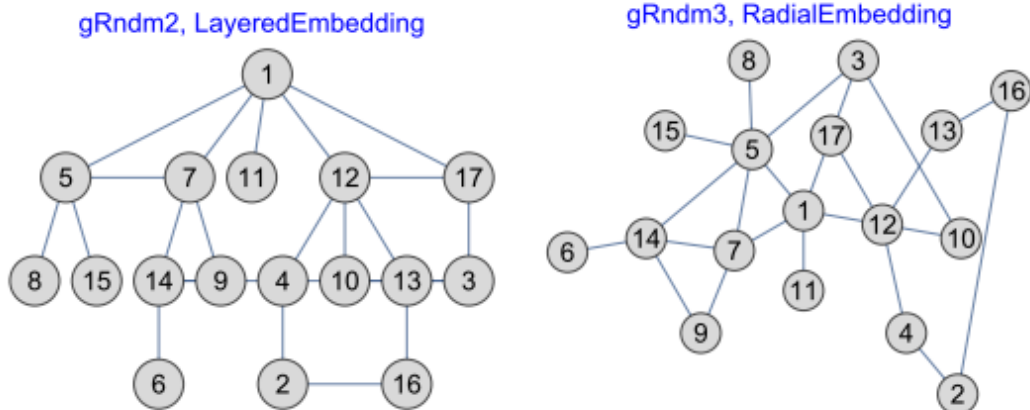 gRndm2, LayeredEmbedding
1
5 7 11 12 17
8 15 14 9 4 10 13 3
6 2 16
gRndm3, RadialEmbedding
8 3
16
15 5 17 13
1
6 14 7 12 10
11
9 4
2